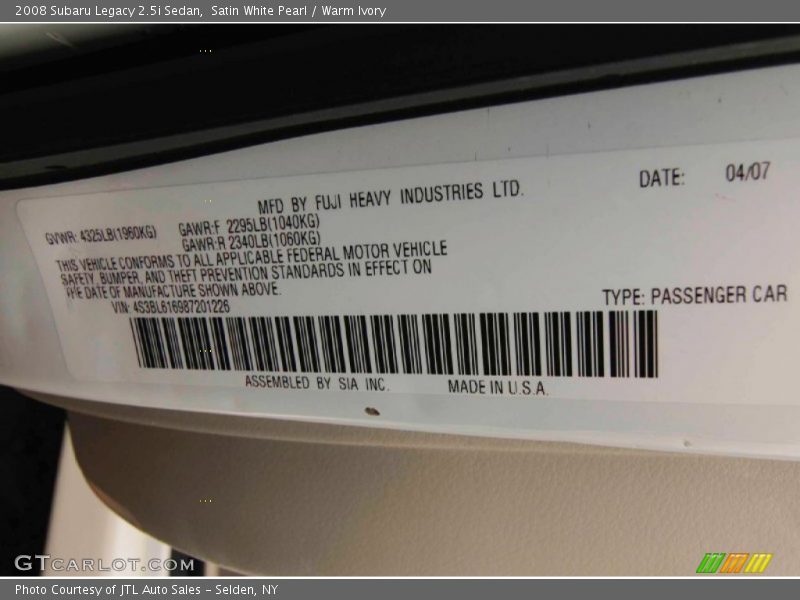 2008 Subaru Legacy 2.5i Sedan,  Satin White Pearl / Warm Ivory
MFD BY FUJI HEAVY INDUSTRIES LTD.
DATE: 04/07
GVWR: 4325LB(1960KG) GAWR:F 2295LB(1040KG)
GAWR:R 2340LB(1060KG)
THIS VEHICLE CONFORMS TO ALL APPLICABLE FEDERAL MOTOR VEHICLE
SAFETY, BUMPER, AND THEFT PREVENTION STANDARDS IN EFFECT ON
THE DATE OF MANUFACTURE SHOWN ABOVE.
VIN: 4S3BL616987201226
TYPE: PASSENGER CAR
ASSEMBLED BY SIA INC. MADE IN U.S.A.
GTCARLOT.COM
Photo Courtesy of JTL Auto Sales - Selden, NY